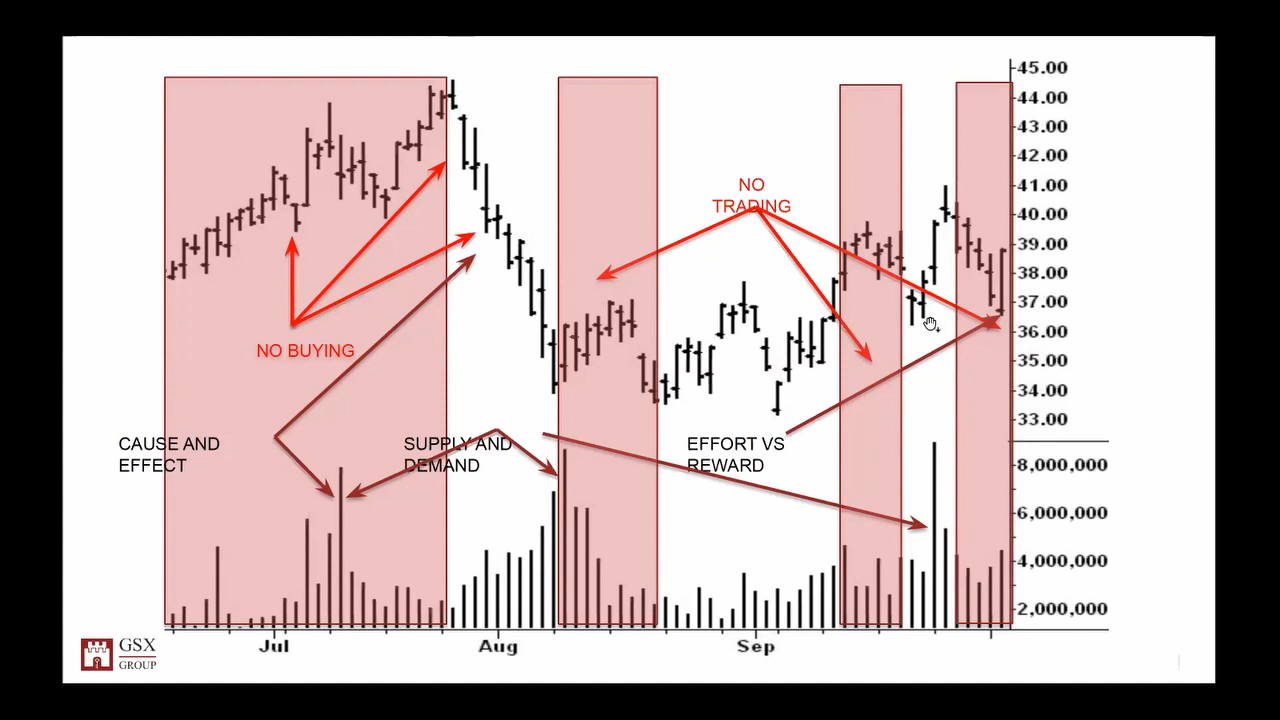 45.00
44.00
43.00
42.00
41.00
40.00
39.00
38.00
37.00
36.00
35.00
34.00
33.00
NO
TRADING
NO BUYING
CAUSE AND
EFFECT
SUPPLY AND
DEMAND
EFFORT VS
REWARD
8,000,000
6,000,000
4,000,000
2,000,000
Jul
Aug
Sep
GSX
GROUP